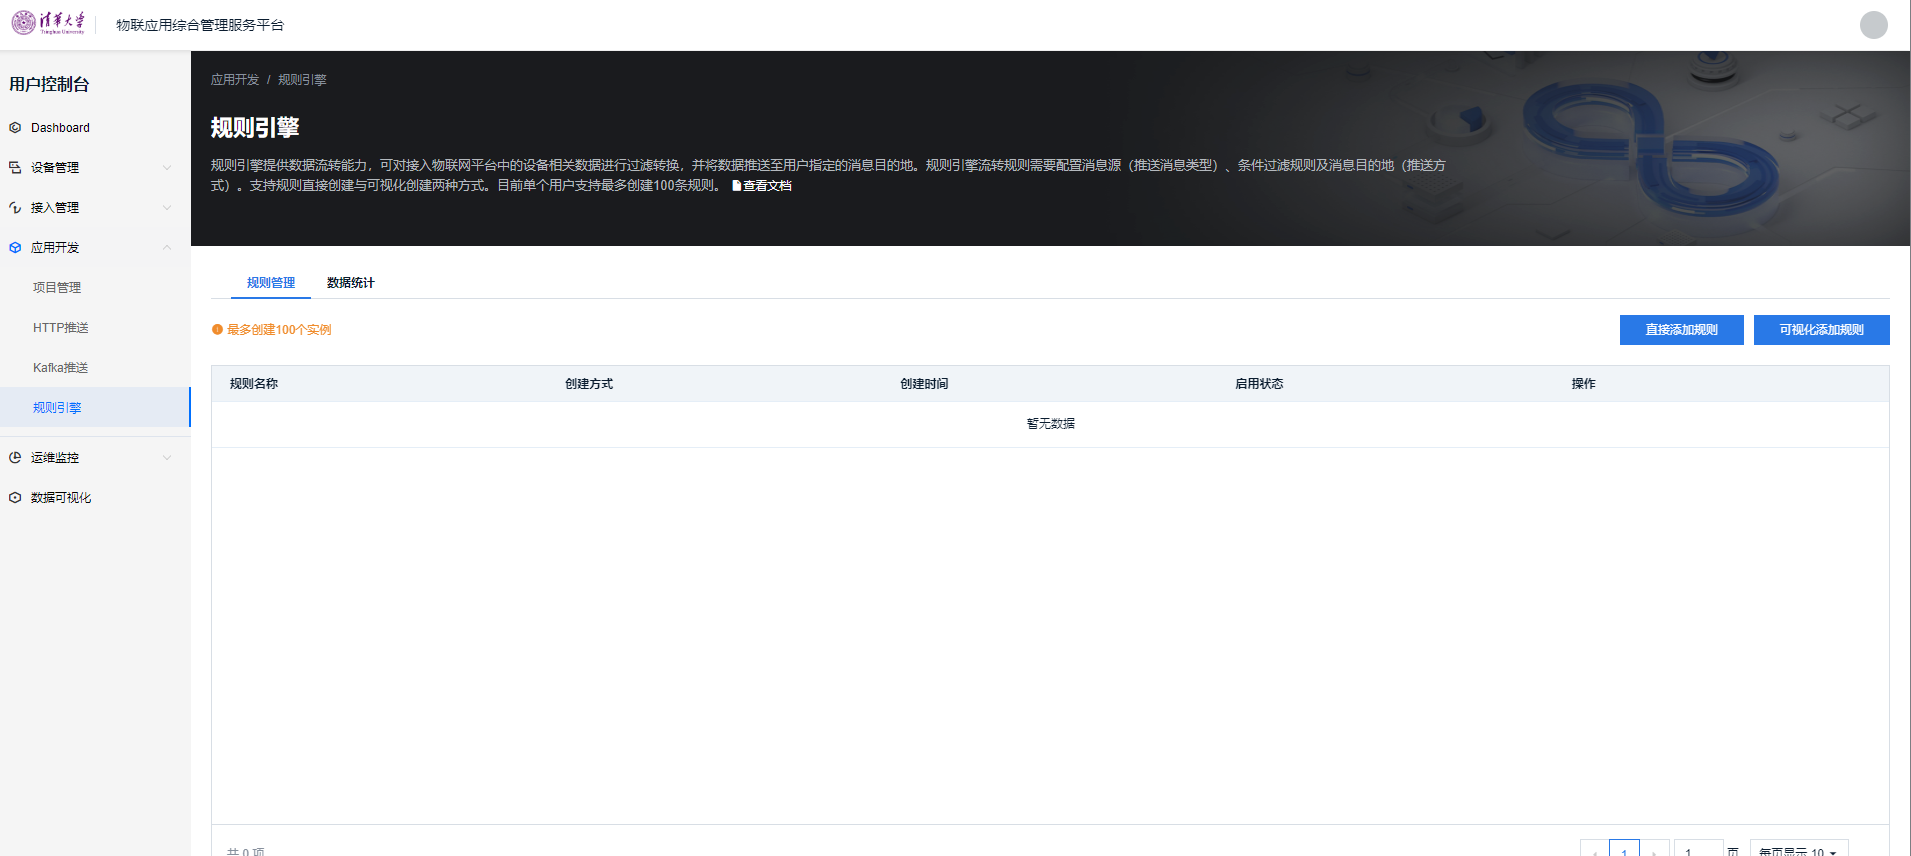 清华大学
Tsinghua University
物联应用综合管理服务平台
用户控制台
Dashboard
设备管理
接入管理
应用开发
项目管理
HTTP推送
Kafka推送
规则引擎
运维监控
数据可视化
应用开发 / 规则引擎
规则引擎
规则引擎提供数据流转能力，可对接入物联网平台中的设备相关数据进行过滤转换，并将数据推送至用户指定的消息目的地。规则引擎流转规则需要配置消息源（推送消息类型）、条件过滤规则及消息目的地（推送方
式）。支持规则直接创建与可视化创建两种方式。目前单个用户支持最多创建100条规则。 查看文档
规则管理 数据统计
最多创建100个实例
直接添加规则 可视化添加规则
规则名称 创建方式 创建时间 启用状态 操作
暂无数据
共 0 项
1 1 页 每页显示 10